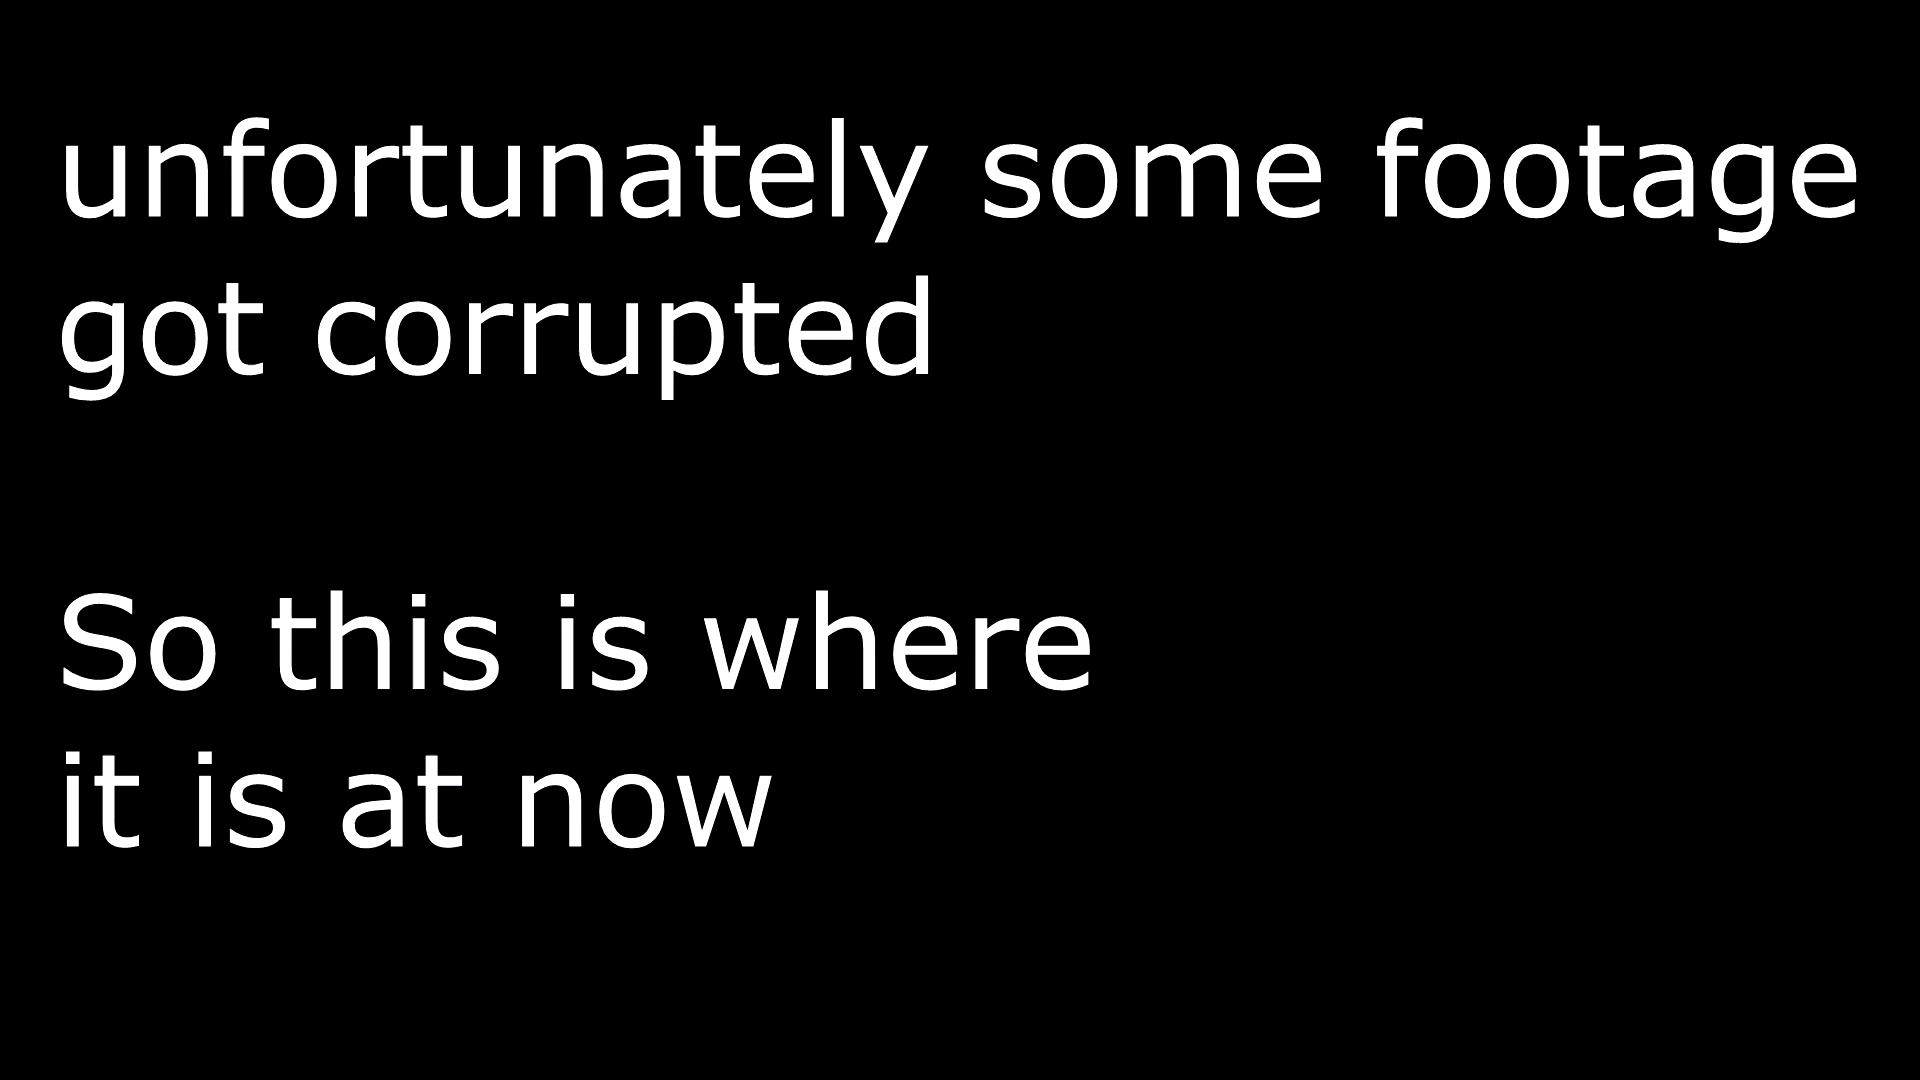 unfortunately some footage
got corrupted
So this is where
it is at now